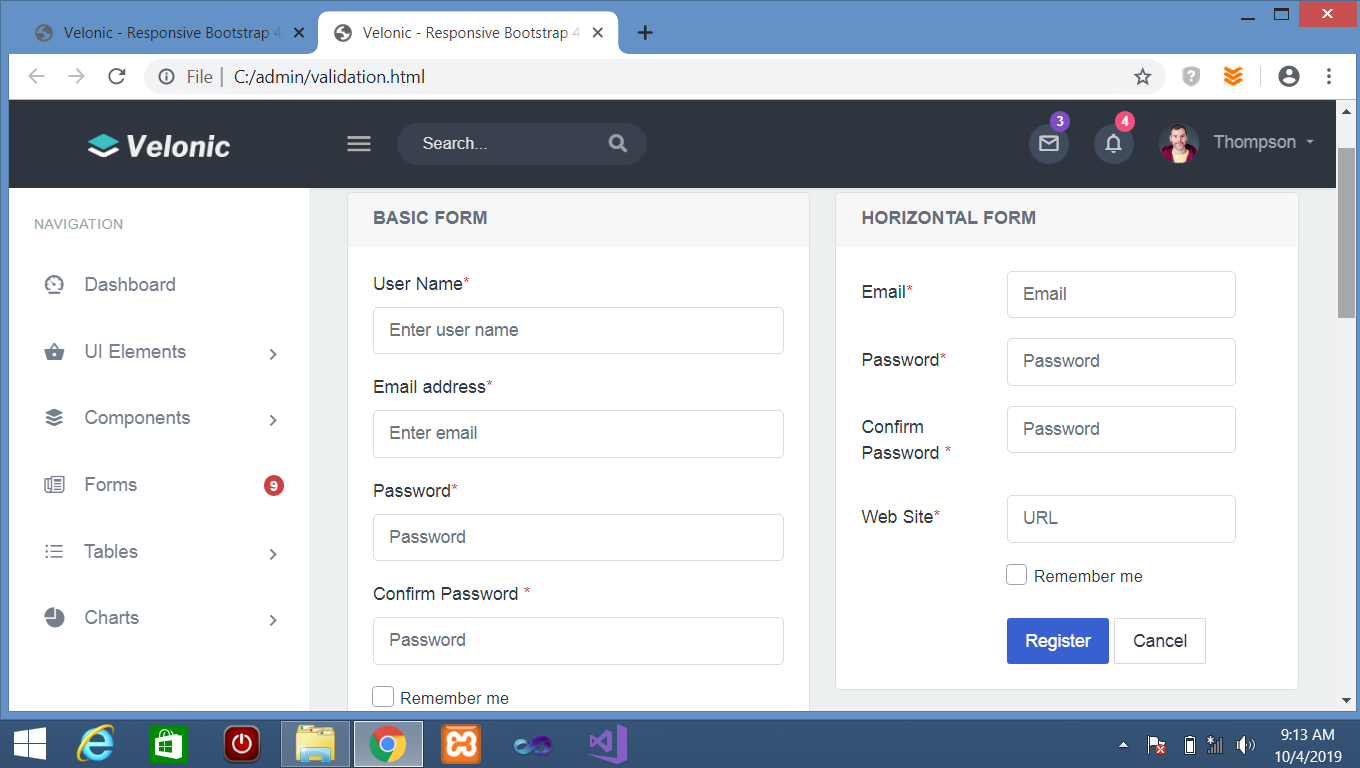 Velonic - Responsive Bootstrap 4
Velonic - Responsive Bootstrap 4
File | C:/admin/validation.html
Velonic
Search...
3
4
Thompson
NAVIGATION
Dashboard
UI Elements
Components
Forms
9
Tables
Charts
BASIC FORM
User Name*
Enter user name
Email address*
Enter email
Password*
Password
Confirm Password *
Password
Remember me
HORIZONTAL FORM
Email*
Email
Password*
Password
Confirm
Password *
Password
Web Site*
URL
Remember me
Register
Cancel
9:13 AM
10/4/2019